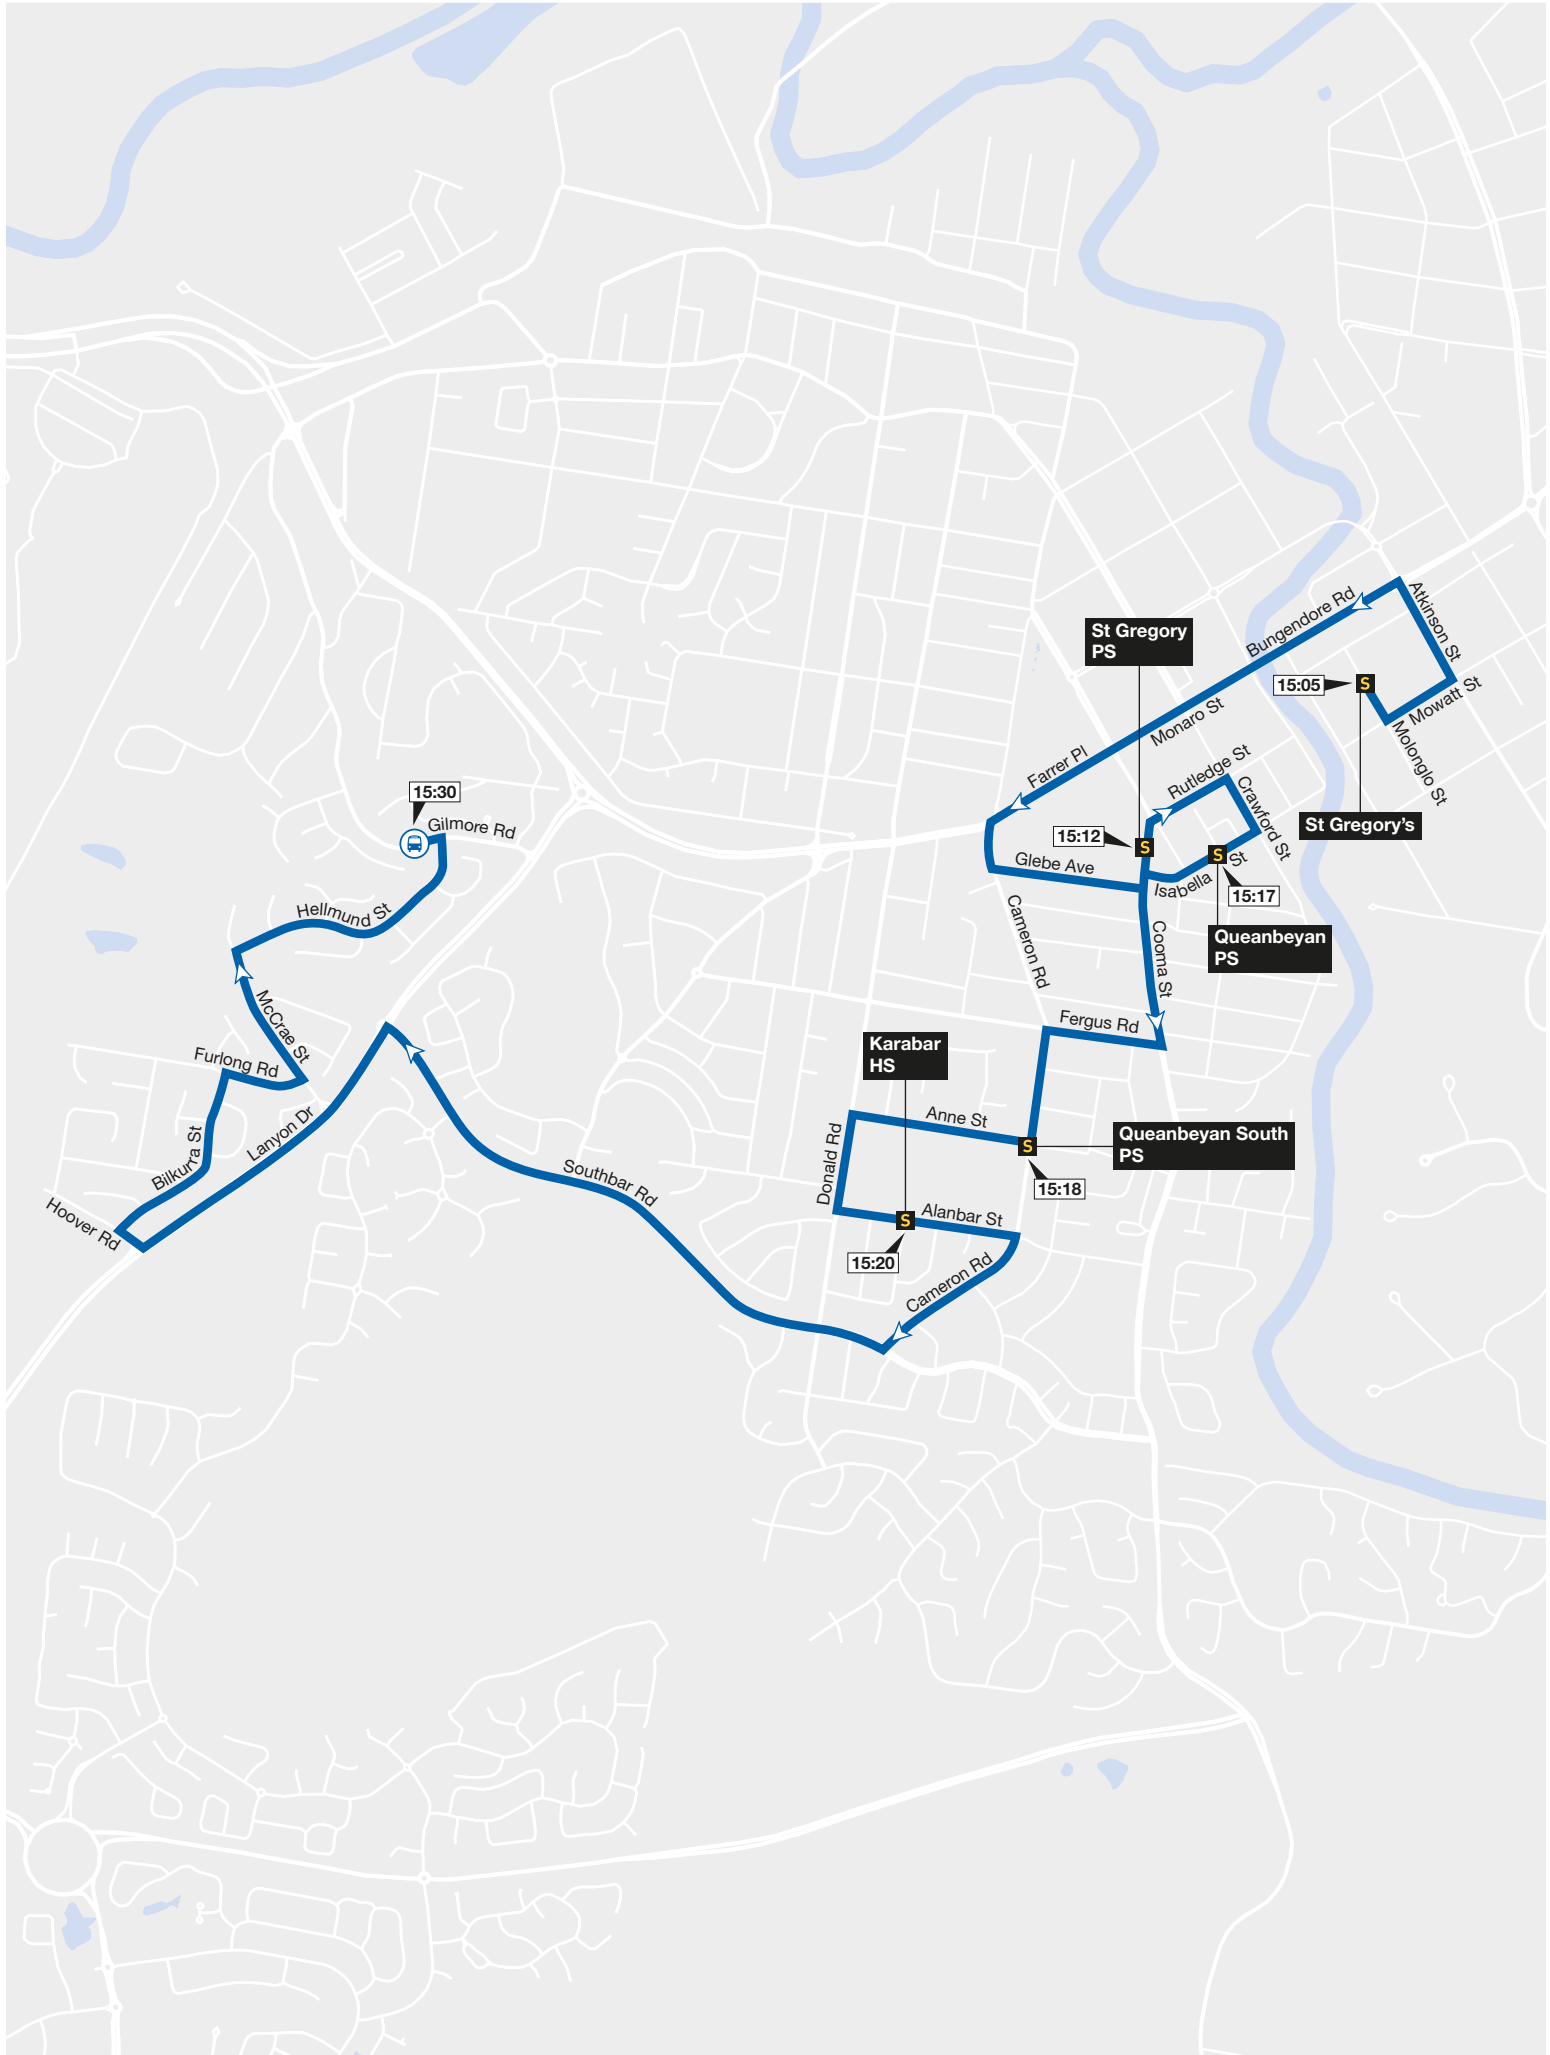 Bungendore Rd
Atkinson St
St Gregory
PS
15:05
S
Mowatt St
Molonglo St
Monaro St
Farrer Pl
Rutledge St
Crawford St
15:30
Gilmore Rd
St Gregory's
15:12
S
S
Glebe Ave
Isabella St
15:17
Hellmund St
Cameron Rd
Cooma St
Queanbeyan
PS
McCrae St
Fergus Rd
Karabar
HS
Furlong Rd
Anne St
Lanyon Dr
Bilkurra St
Donald Rd
S
Queanbeyan South
PS
Southbar Rd
15:18
Hoover Rd
S
Alanbar St
15:20
Cameron Rd